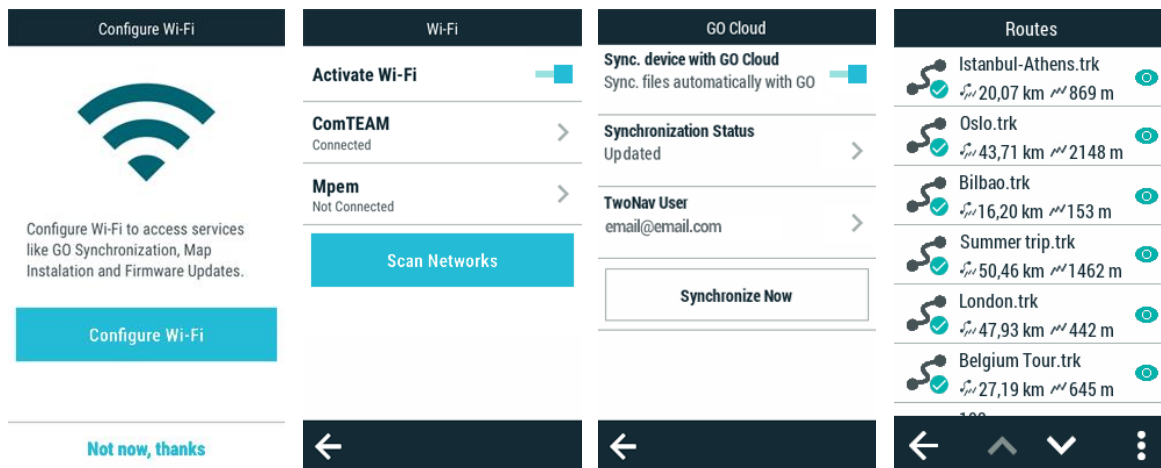 Configure Wi-Fi
Configure Wi-Fi to access services
like GO Synchronization, Map
Instalation and Firmware Updates.
Configure Wi-Fi
Not now, thanks
Wi-Fi
Activate Wi-Fi
ComTEAM
Connected
Mpem
Not Connected
Scan Networks
GO Cloud
Sync. device with GO Cloud
Sync. files automatically with GO
Synchronization Status
Updated
TwoNav User
email@email.com
Synchronize Now
Routes
Istanbul-Athens.trk
20,07 km 869 m
Oslo.trk
43,71 km 2148 m
Bilbao.trk
16,20 km 153 m
Summer trip.trk
50,46 km 1462 m
London.trk
47,93 km 442 m
Belgium Tour.trk
27,19 km 645 m